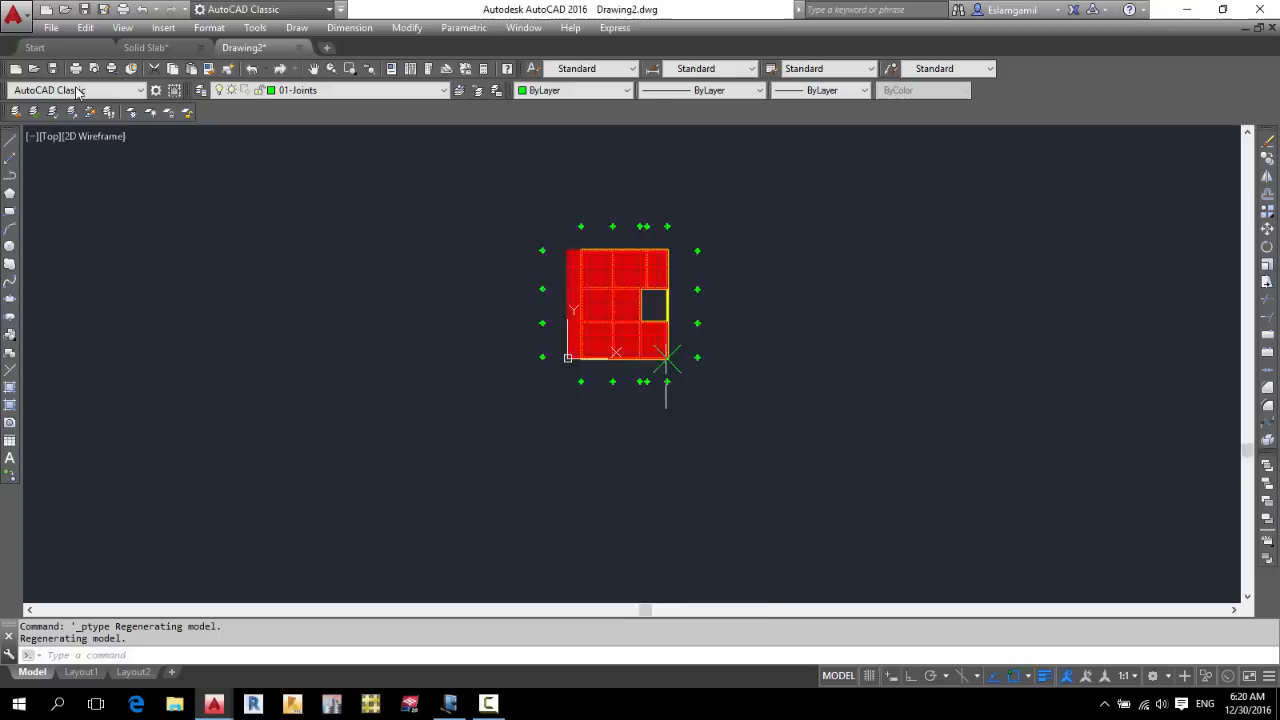 AutoCAD Classic
Autodesk AutoCAD 2016 Drawing2.dwg
Type a keyword or phrase
Eslamgamil
File Edit View Insert Format Tools Draw Dimension Modify Parametric Window Help Express
Start Solid Slab* Drawing2*
Standard Standard Standard Standard
AutoCAD Classic 01-Joints ByLayer ByLayer ByLayer ByColor
[−][Top][2D Wireframe]
Y
X
Command: '_ptype Regenerating model.
Regenerating model.
Type a command
Model Layout1 Layout2
MODEL 1:1
ENG
6:20 AM
12/30/2016